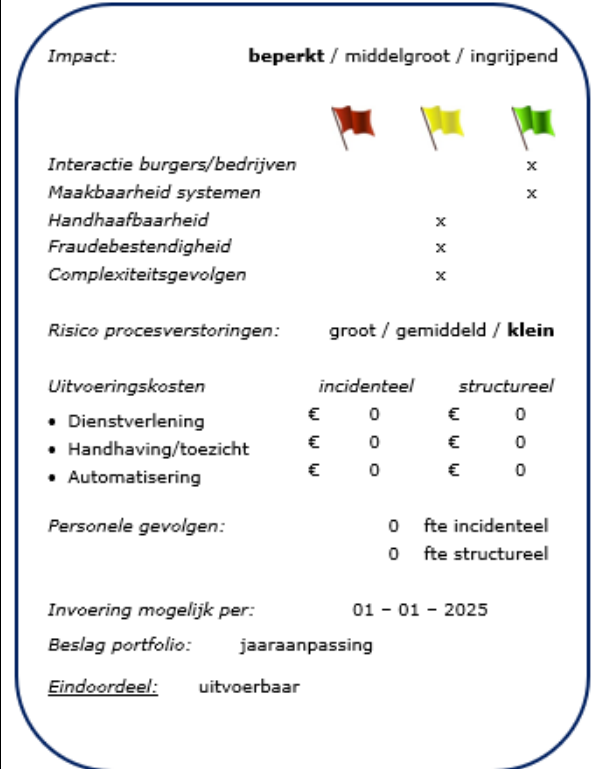 Impact: beperkt / middelgroot / ingrijpend
Interactie burgers/bedrijven x
Maakbaarheid systemen x
Handhaafbaarheid x
Fraudebestendigheid x
Complexiteitsgevolgen x
Risico procesverstoringen: groot / gemiddeld / klein
Uitvoeringskosten incidenteel structureel
• Dienstverlening € 0 € 0
• Handhaving/toezicht € 0 € 0
• Automatisering € 0 € 0
Personele gevolgen: 0 fte incidenteel
0 fte structureel
Invoering mogelijk per: 01 – 01 – 2025
Beslag portfolio: jaaraanpassing
Eindoordeel: uitvoerbaar